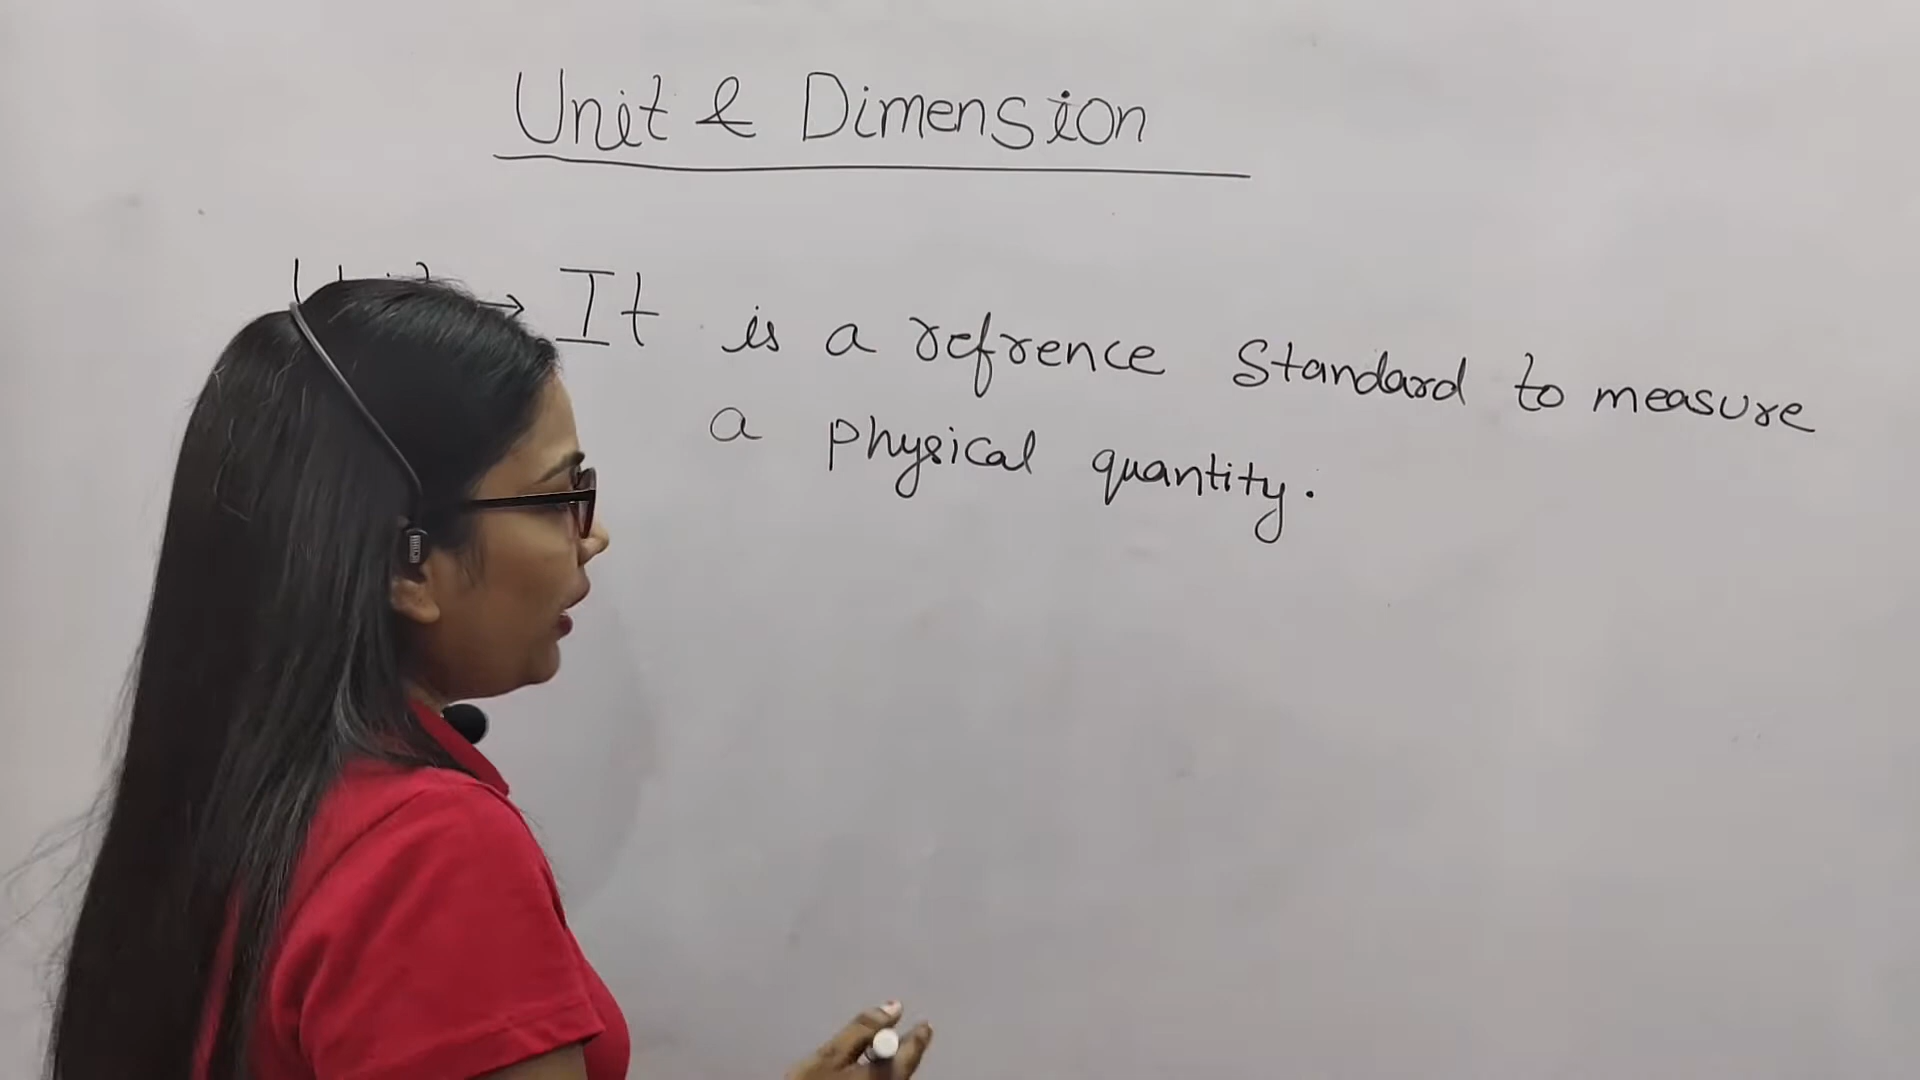 Unit & Dimension
→ It is a refrence Standard to measure
a physical quantity.